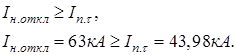 Iн.откл ≥ Iп.τ,
Iн.откл = 63кА ≥ Iп.τ = 43,98кА.